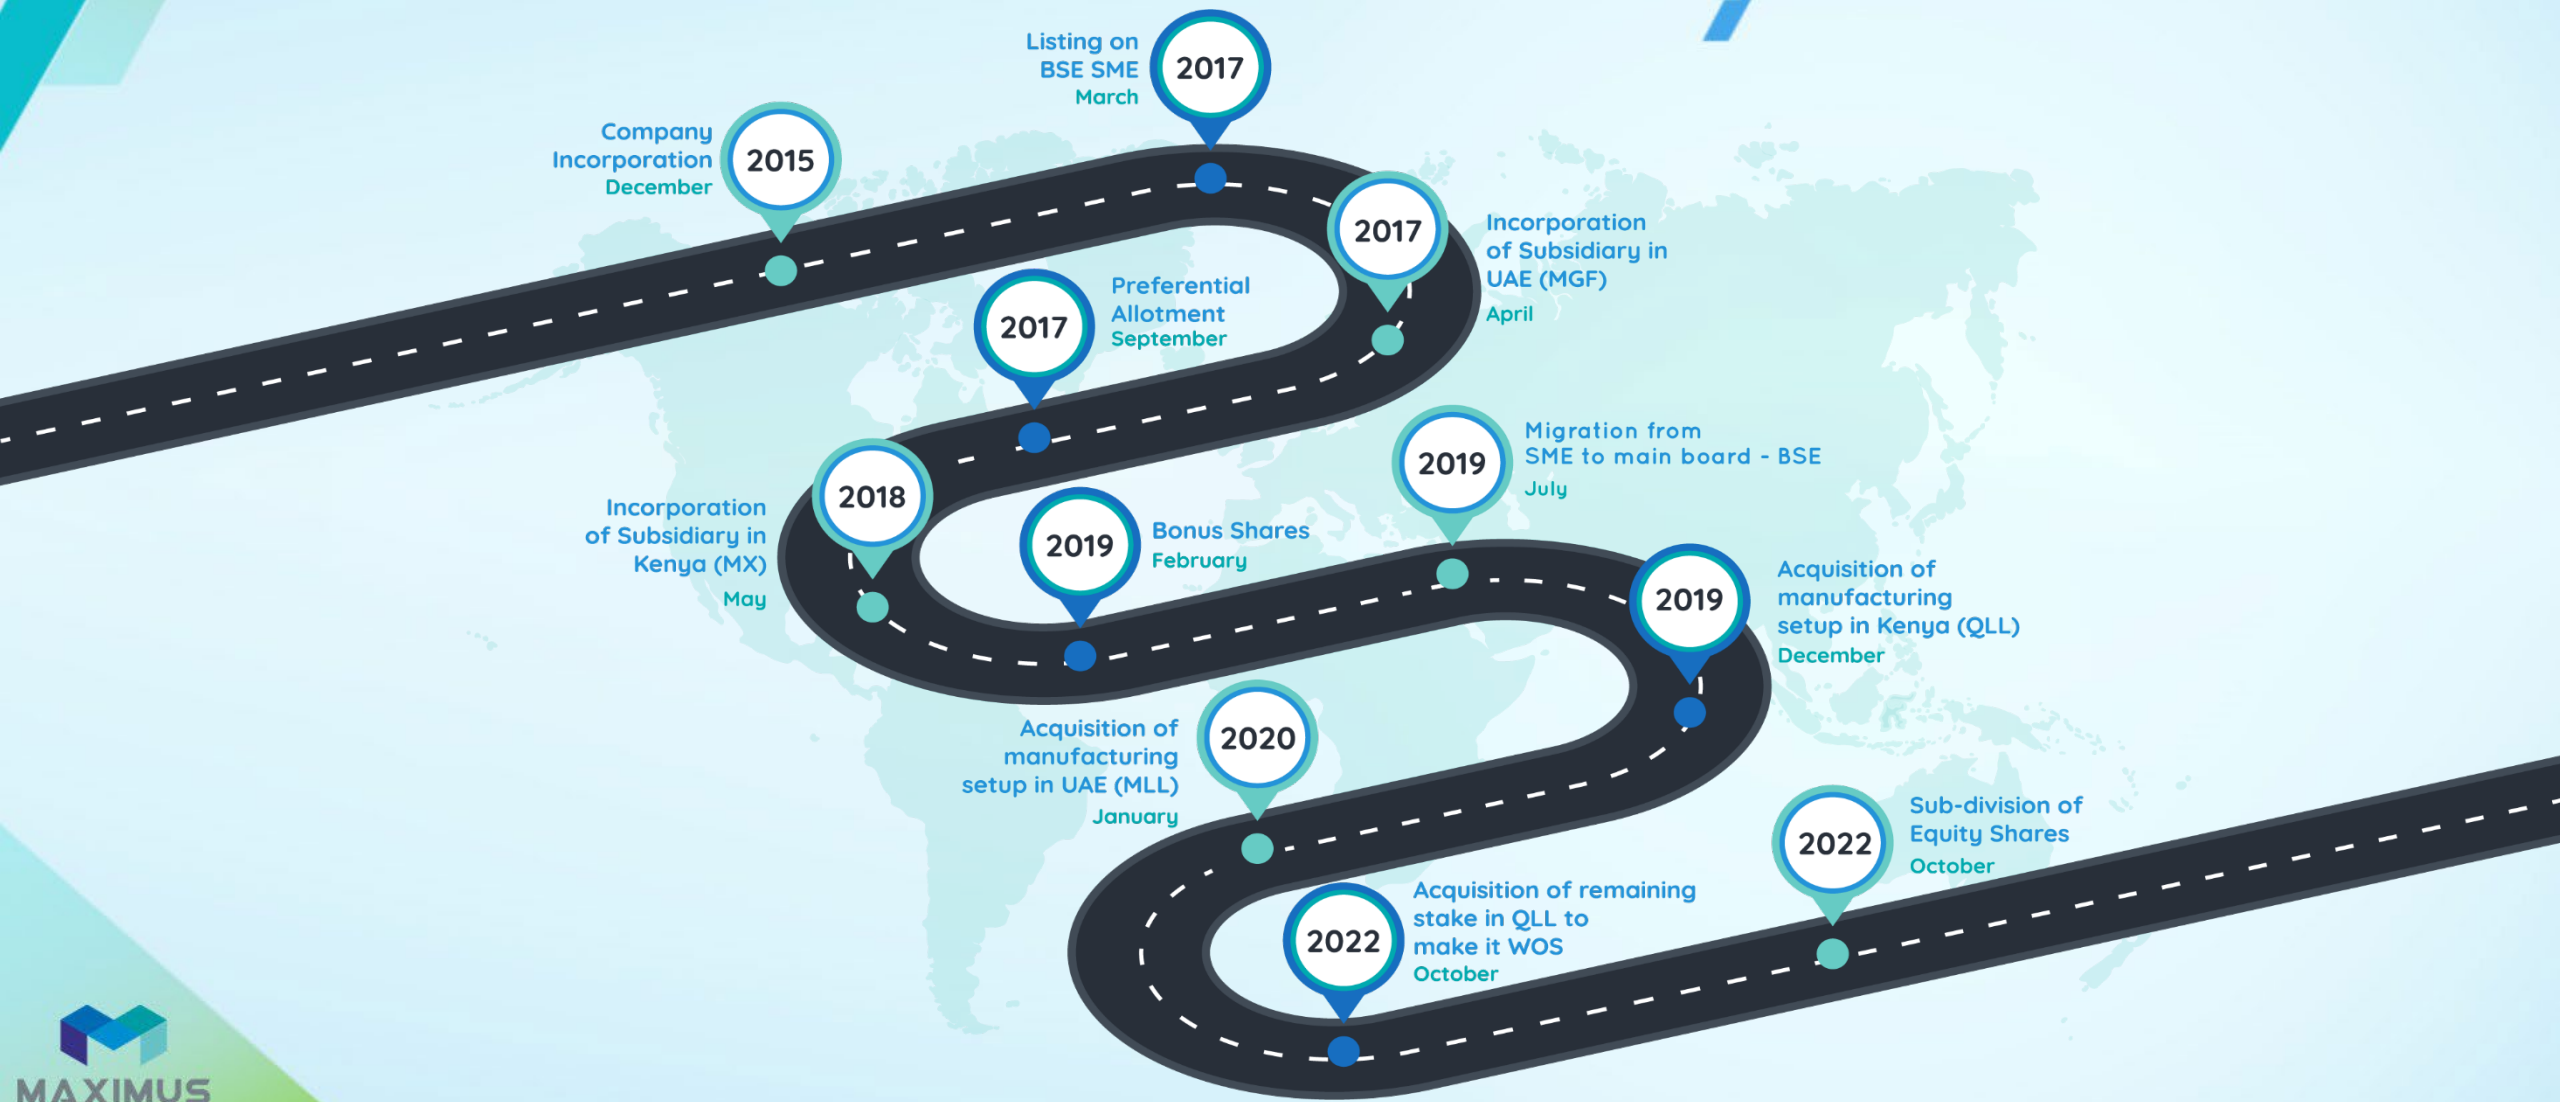 Company
Incorporation
December
2015
Listing on
BSE SME
March
2017
2017
Incorporation
of Subsidiary in
UAE (MGF)
April
2017
Preferential
Allotment
September
2018
Incorporation
of Subsidiary in
Kenya (MX)
May
2019
Bonus Shares
February
2019
Migration from
SME to main board - BSE
July
2019
Acquisition of
manufacturing
setup in Kenya (QLL)
December
2020
Acquisition of
manufacturing
setup in UAE (MLL)
January
2022
Acquisition of remaining
stake in QLL to
make it WOS
October
2022
Sub-division of
Equity Shares
October
MAXIMUS